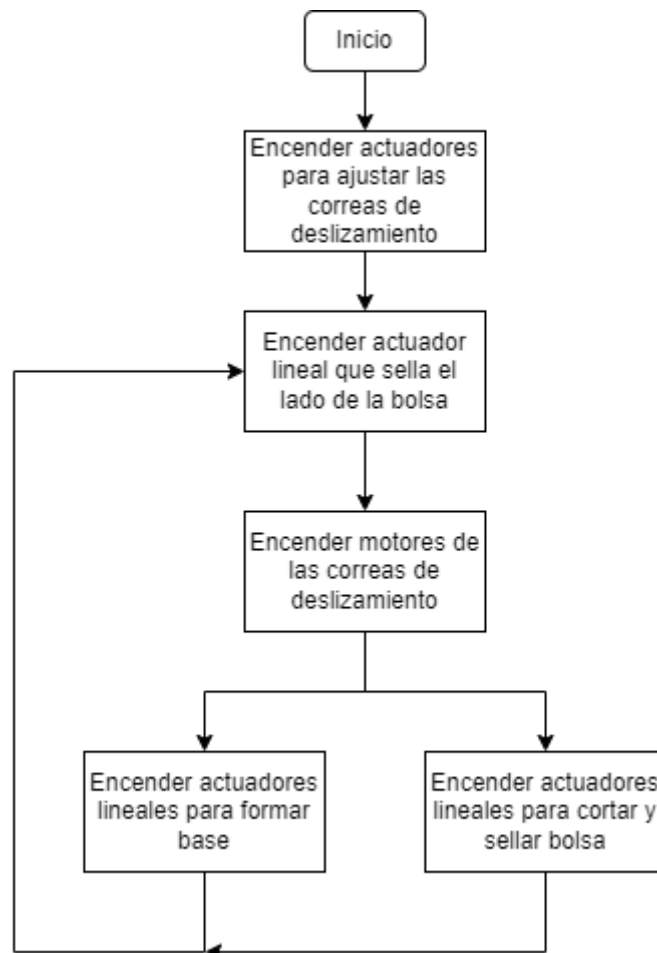 Inicio
Encender actuadores
para ajustar las
correas de
deslizamiento
Encender actuador
lineal que sella el
lado de la bolsa
Encender motores de
las correas de
deslizamiento
Encender actuadores
lineales para formar
base
Encender actuadores
lineales para cortar y
sellar bolsa